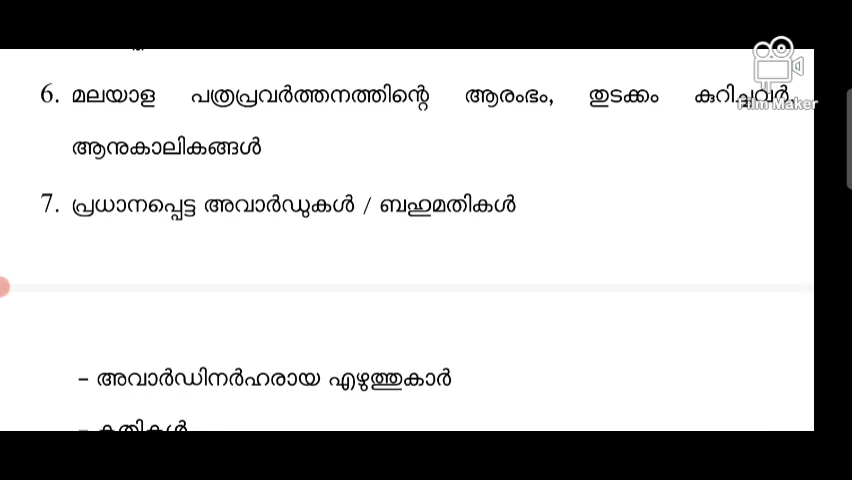 6. മലയാള പത്രപ്രവർത്തനത്തിന്റെ ആരംഭം, തുടക്കം കുറിച്ചവർ,
Film Maker
ആനുകാലികങ്ങൾ
7. പ്രധാനപ്പെട്ട അവാർഡുകൾ / ബഹുമതികൾ
– അവാർഡിനർഹരായ എഴുത്തുകാർ
– കൃതികൾ